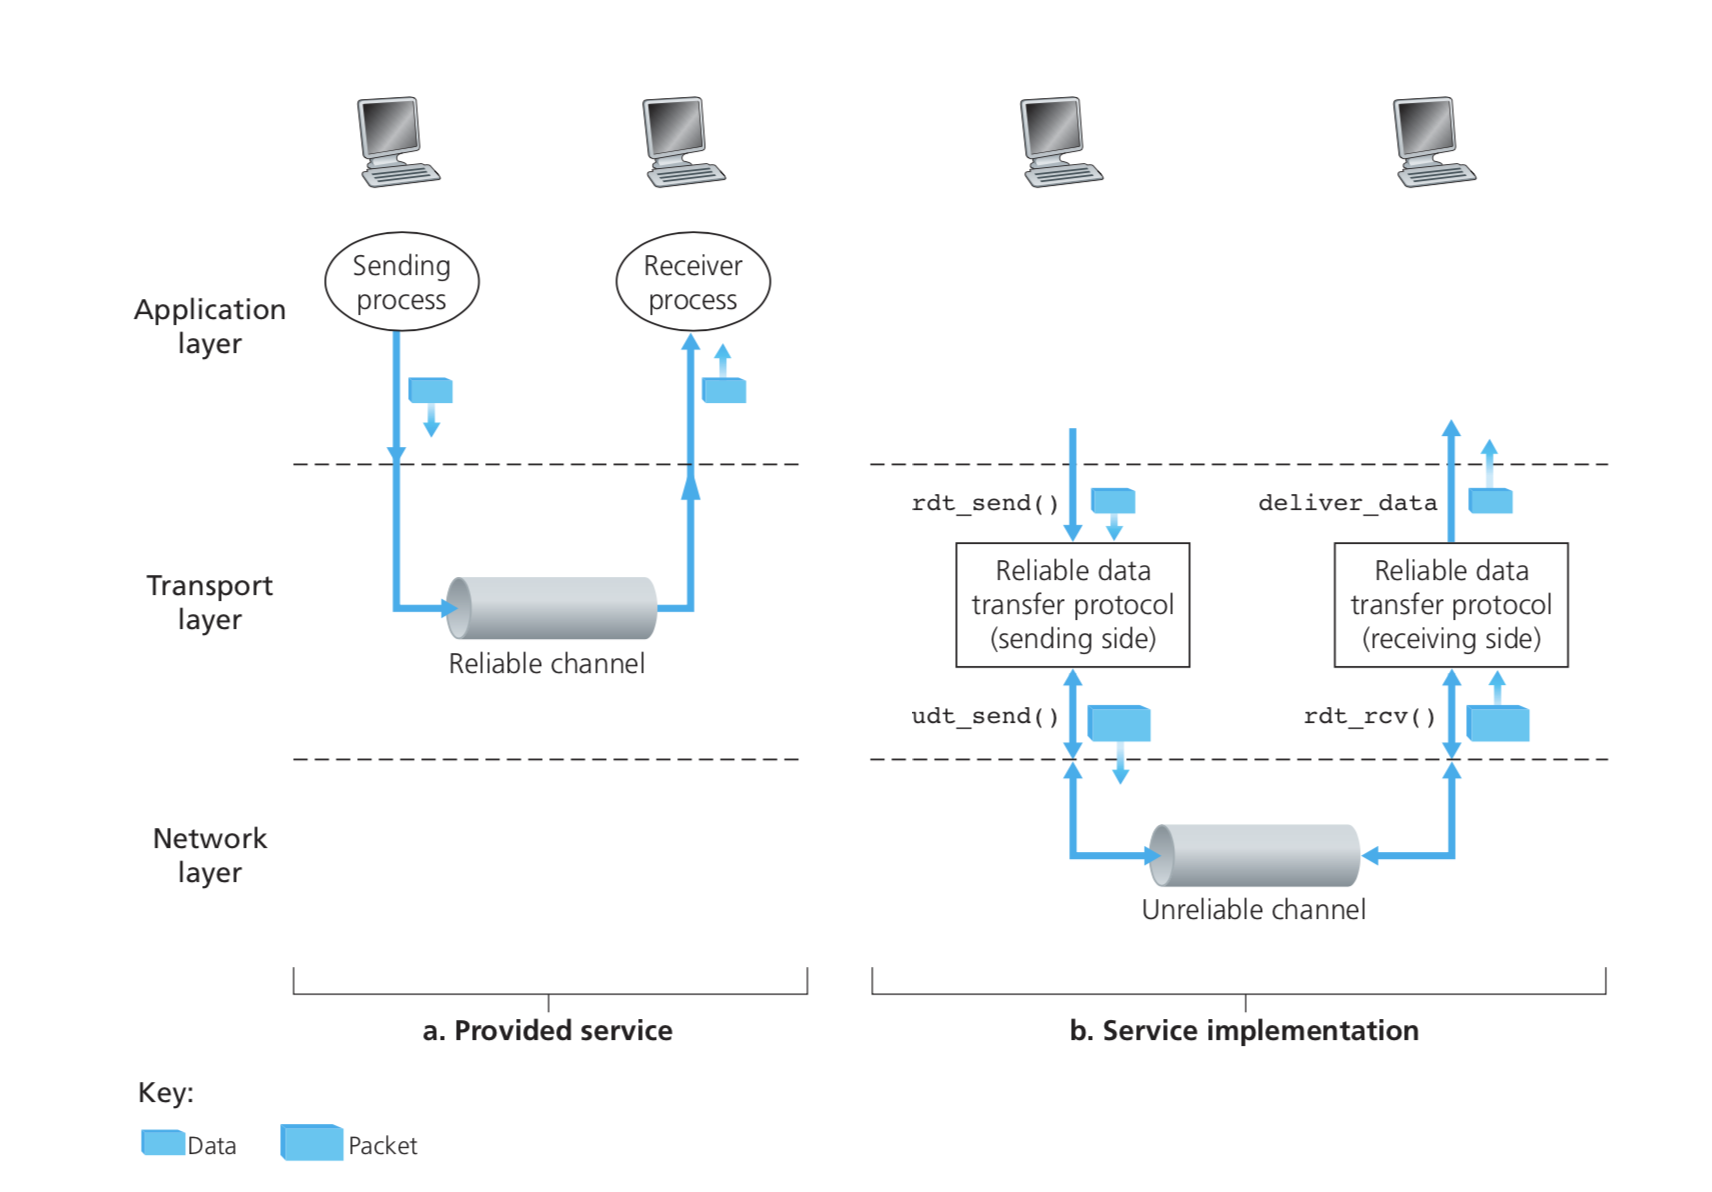 Sending
process
Receiver
process
Application
layer
rdt_send()
deliver_data
Reliable data
transfer protocol
(sending side)
Reliable data
transfer protocol
(receiving side)
Transport
layer
Reliable channel
udt_send()
rdt_rcv()
Network
layer
Unreliable channel
a. Provided service
b. Service implementation
Key:
Data
Packet